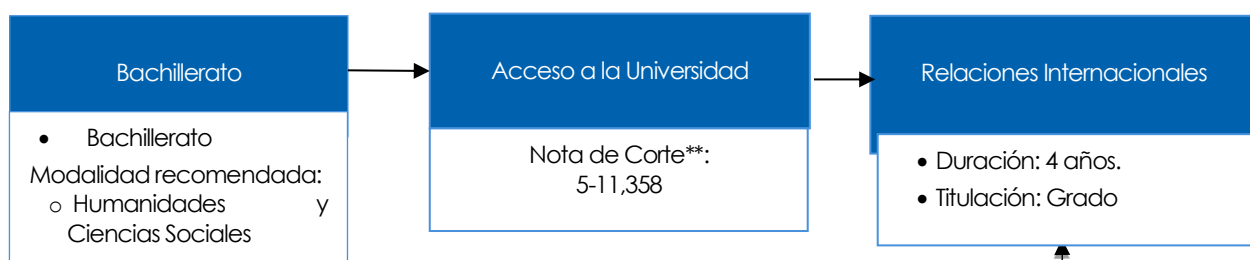 Bachillerato
• Bachillerato
Modalidad recomendada:
o Humanidades y
Ciencias Sociales
Acceso a la Universidad
Nota de Corte**:
5-11,358
Relaciones Internacionales
• Duración: 4 años.
• Titulación: Grado